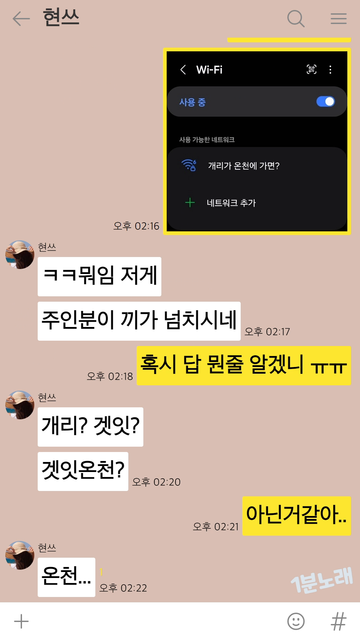 현쓰
Wi-Fi
사용 중
사용 가능한 네트워크
개리가 온천에 가면?
네트워크 추가
오후 02:16
현쓰
ㅋㅋ뭐임 저게
주인분이 끼가 넘치시네
오후 02:17
혹시 답 뭔줄 알겠니 ㅠㅠ
오후 02:18
현쓰
개리? 겟잇?
겟잇온천?
오후 02:20
아닌거같아..
오후 02:21
현쓰
온천...
오후 02:22
1분노래